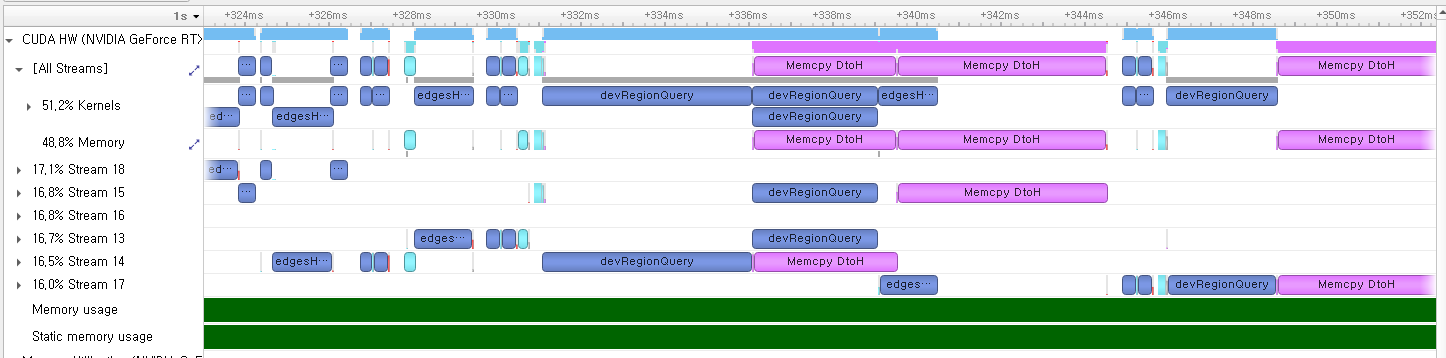 1s +324ms +326ms +328ms +330ms +332ms +334ms +336ms +338ms +340ms +342ms +344ms +346ms +348ms +350ms +352ms
CUDA HW (NVIDIA GeForce RTX
[All Streams] ... ... Memcpy DtoH Memcpy DtoH ... Memcpy DtoH
51,2% Kernels ... ... edgesH... ... devRegionQuery devRegionQuery edgesH... ... devRegionQuery
ed... edgesH... devRegionQuery
48,8% Memory Memcpy DtoH Memcpy DtoH Memcpy DtoH
17,1% Stream 18 ed... ...
16,8% Stream 15 ... devRegionQuery Memcpy DtoH
16,8% Stream 16
16,7% Stream 13 edges... ... devRegionQuery
16,5% Stream 14 edgesH... devRegionQuery Memcpy DtoH
16,0% Stream 17 edges... ... devRegionQuery Memcpy DtoH
Memory usage
Static memory usage